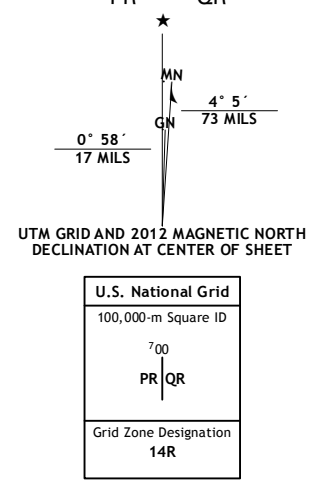 PR QR
★
MN
4° 5´
73 MILS
GN
0° 58´
17 MILS
UTM GRID AND 2012 MAGNETIC NORTH
DECLINATION AT CENTER OF SHEET
U.S. National Grid
100,000-m Square ID
⁷00
PR QR
Grid Zone Designation
14R